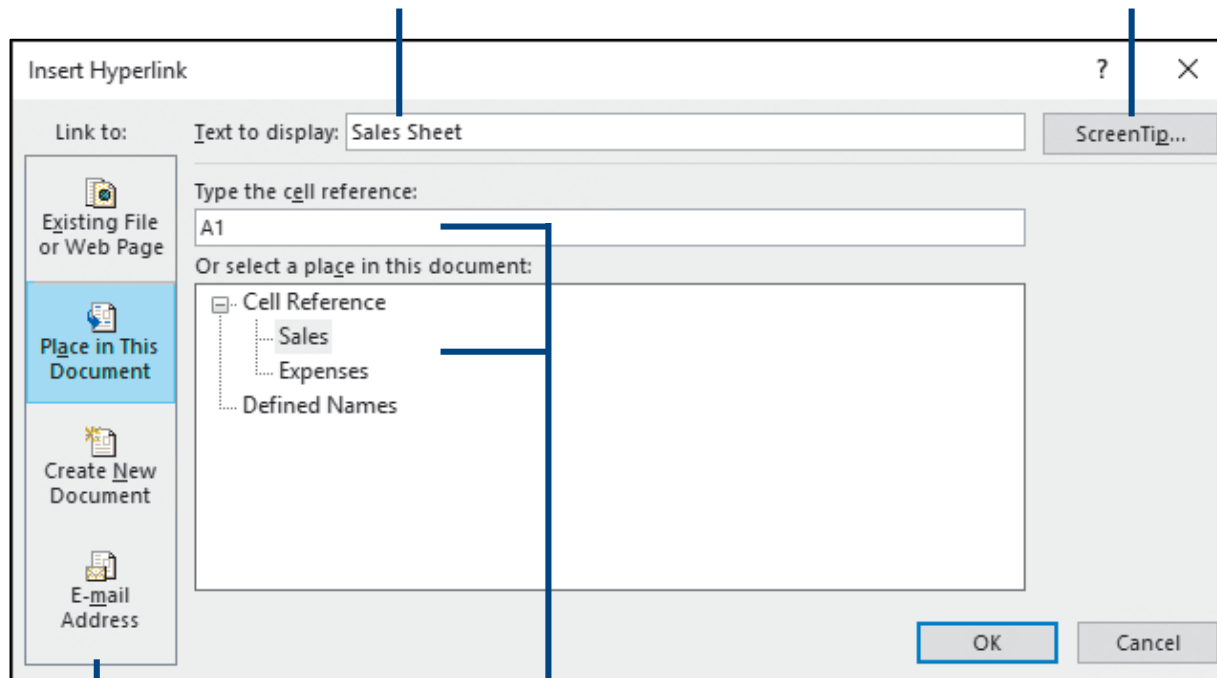 Insert Hyperlink
?
Link to:
Text to display: Sales Sheet
ScreenTip...
Existing File
or Web Page
Place in This
Document
Create New
Document
E-mail
Address
Type the cell reference:
A1
Or select a place in this document:
Cell Reference
Sales
Expenses
Defined Names
OK
Cancel